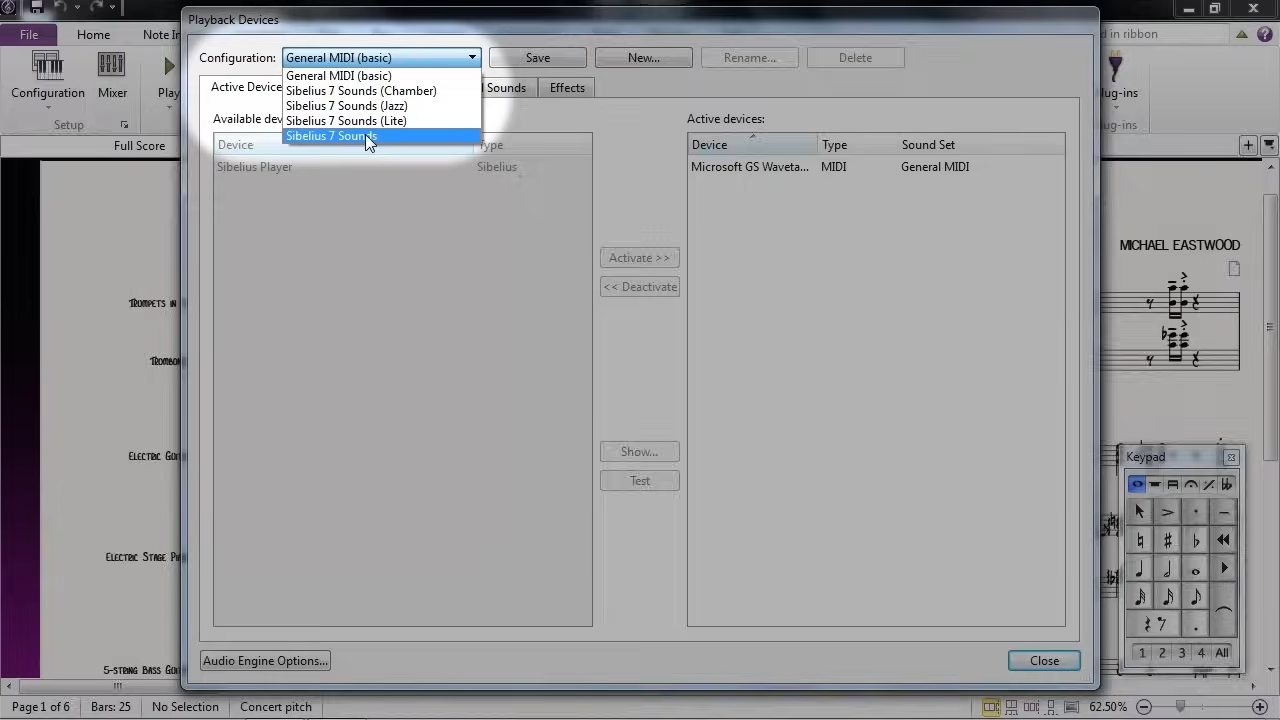 Playback Devices
File
Home
Note In
d in ribbon
Configuration:
General MIDI (basic)
Save
New...
Rename...
Delete
General MIDI (basic)
Sibelius 7 Sounds (Chamber)
Sibelius 7 Sounds (Jazz)
Sibelius 7 Sounds (Lite)
Sibelius 7 Sounds
Configuration
Mixer
Play
Setup
lug-ins
lug-ins
Active Device
Sounds
Effects
Full Score
Available dev
Device
Type
Sibelius Player
Sibelius
Active devices:
Device
Type
Sound Set
Microsoft GS Waveta...
MIDI
General MIDI
Activate >>
<< Deactivate
Show...
Test
MICHAEL EASTWOOD
TRUMPETS IN
TROMBON
ELECTRIC GUIT
ELECTRIC STAGE PIA
5-STRING BASS GUIT
Keypad
1
2
3
4
All
Audio Engine Options...
Close
Page 1 of 6
Bars: 25
No Selection
Concert pitch
62.50%